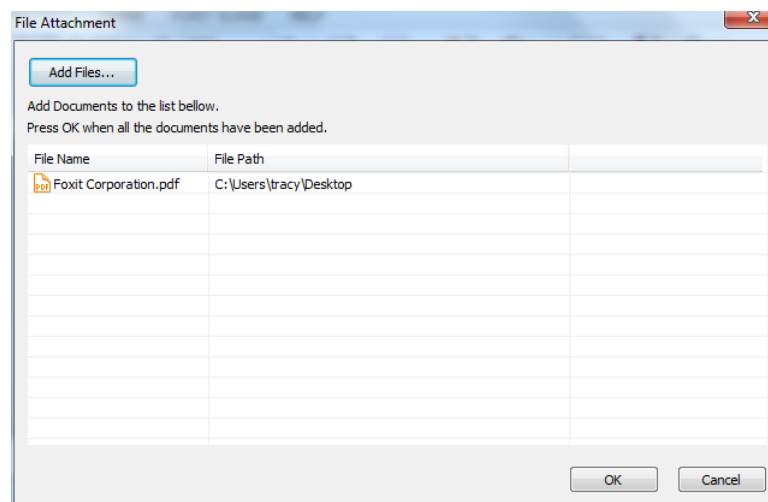 File Attachment
Add Files...
Add Documents to the list bellow.
Press OK when all the documents have been added.
File Name File Path
Foxit Corporation.pdf C:\Users\tracy\Desktop
OK Cancel